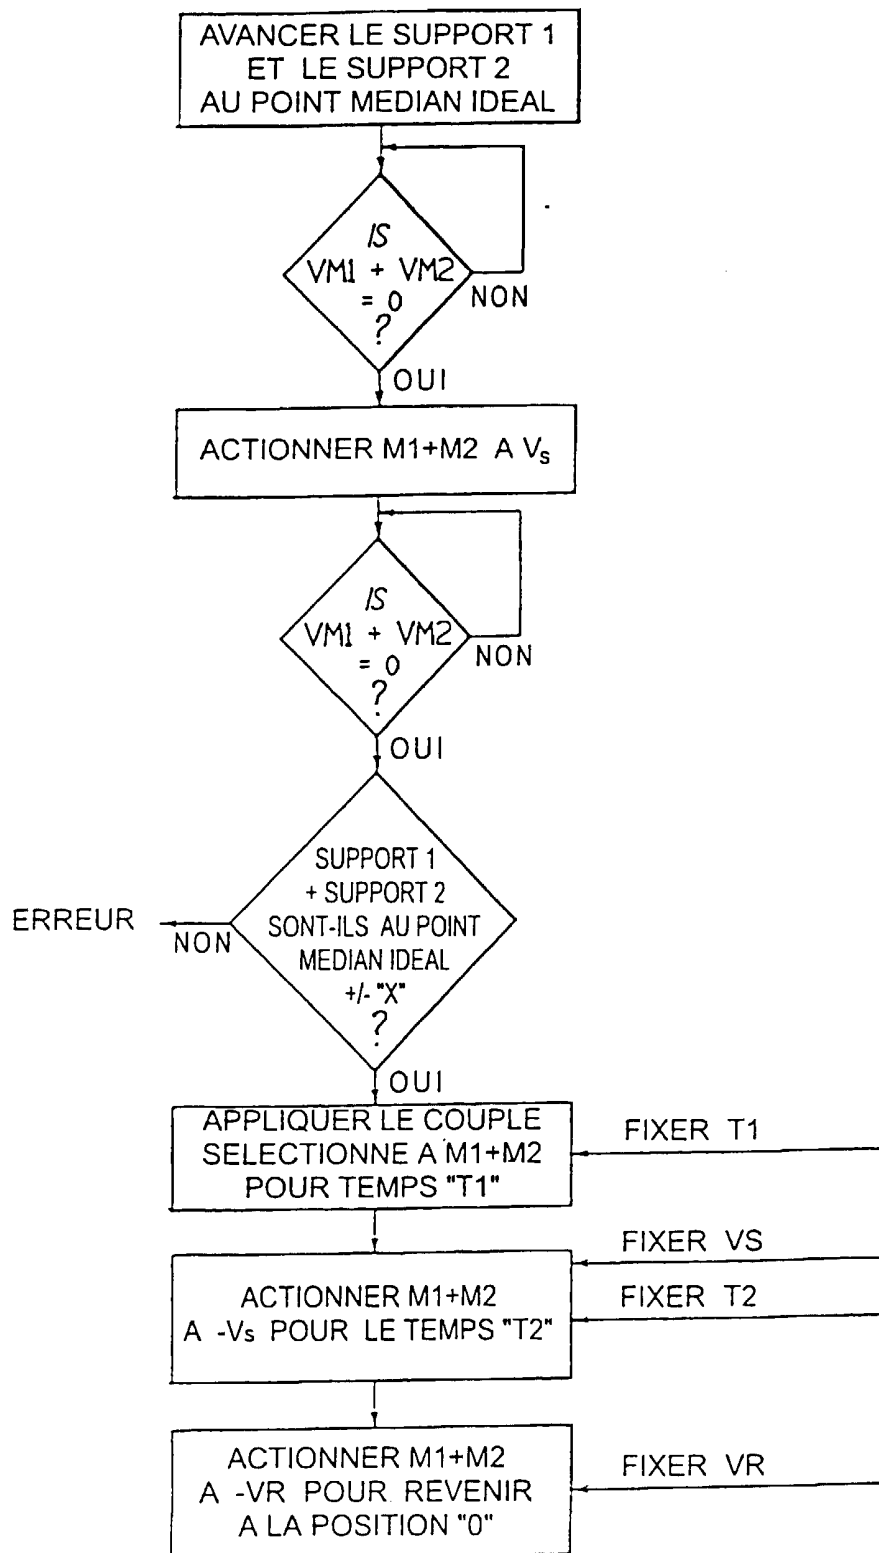 AVANCER LE SUPPORT 1
ET LE SUPPORT 2
AU POINT MEDIAN IDEAL
IS
VM1 + VM2
= 0
?
NON
OUI
ACTIONNER M1+M2 A Vs
IS
VM1 + VM2
= 0
?
NON
OUI
SUPPORT 1
+ SUPPORT 2
SONT-ILS AU POINT
MEDIAN IDEAL
+/- "X"
?
ERREUR
NON
OUI
APPLIQUER LE COUPLE
SELECTIONNE A M1+M2
POUR TEMPS "T1"
FIXER T1
ACTIONNER M1+M2
A -Vs POUR LE TEMPS "T2"
FIXER VS
FIXER T2
ACTIONNER M1+M2
A -VR POUR REVENIR
A LA POSITION "0"
FIXER VR